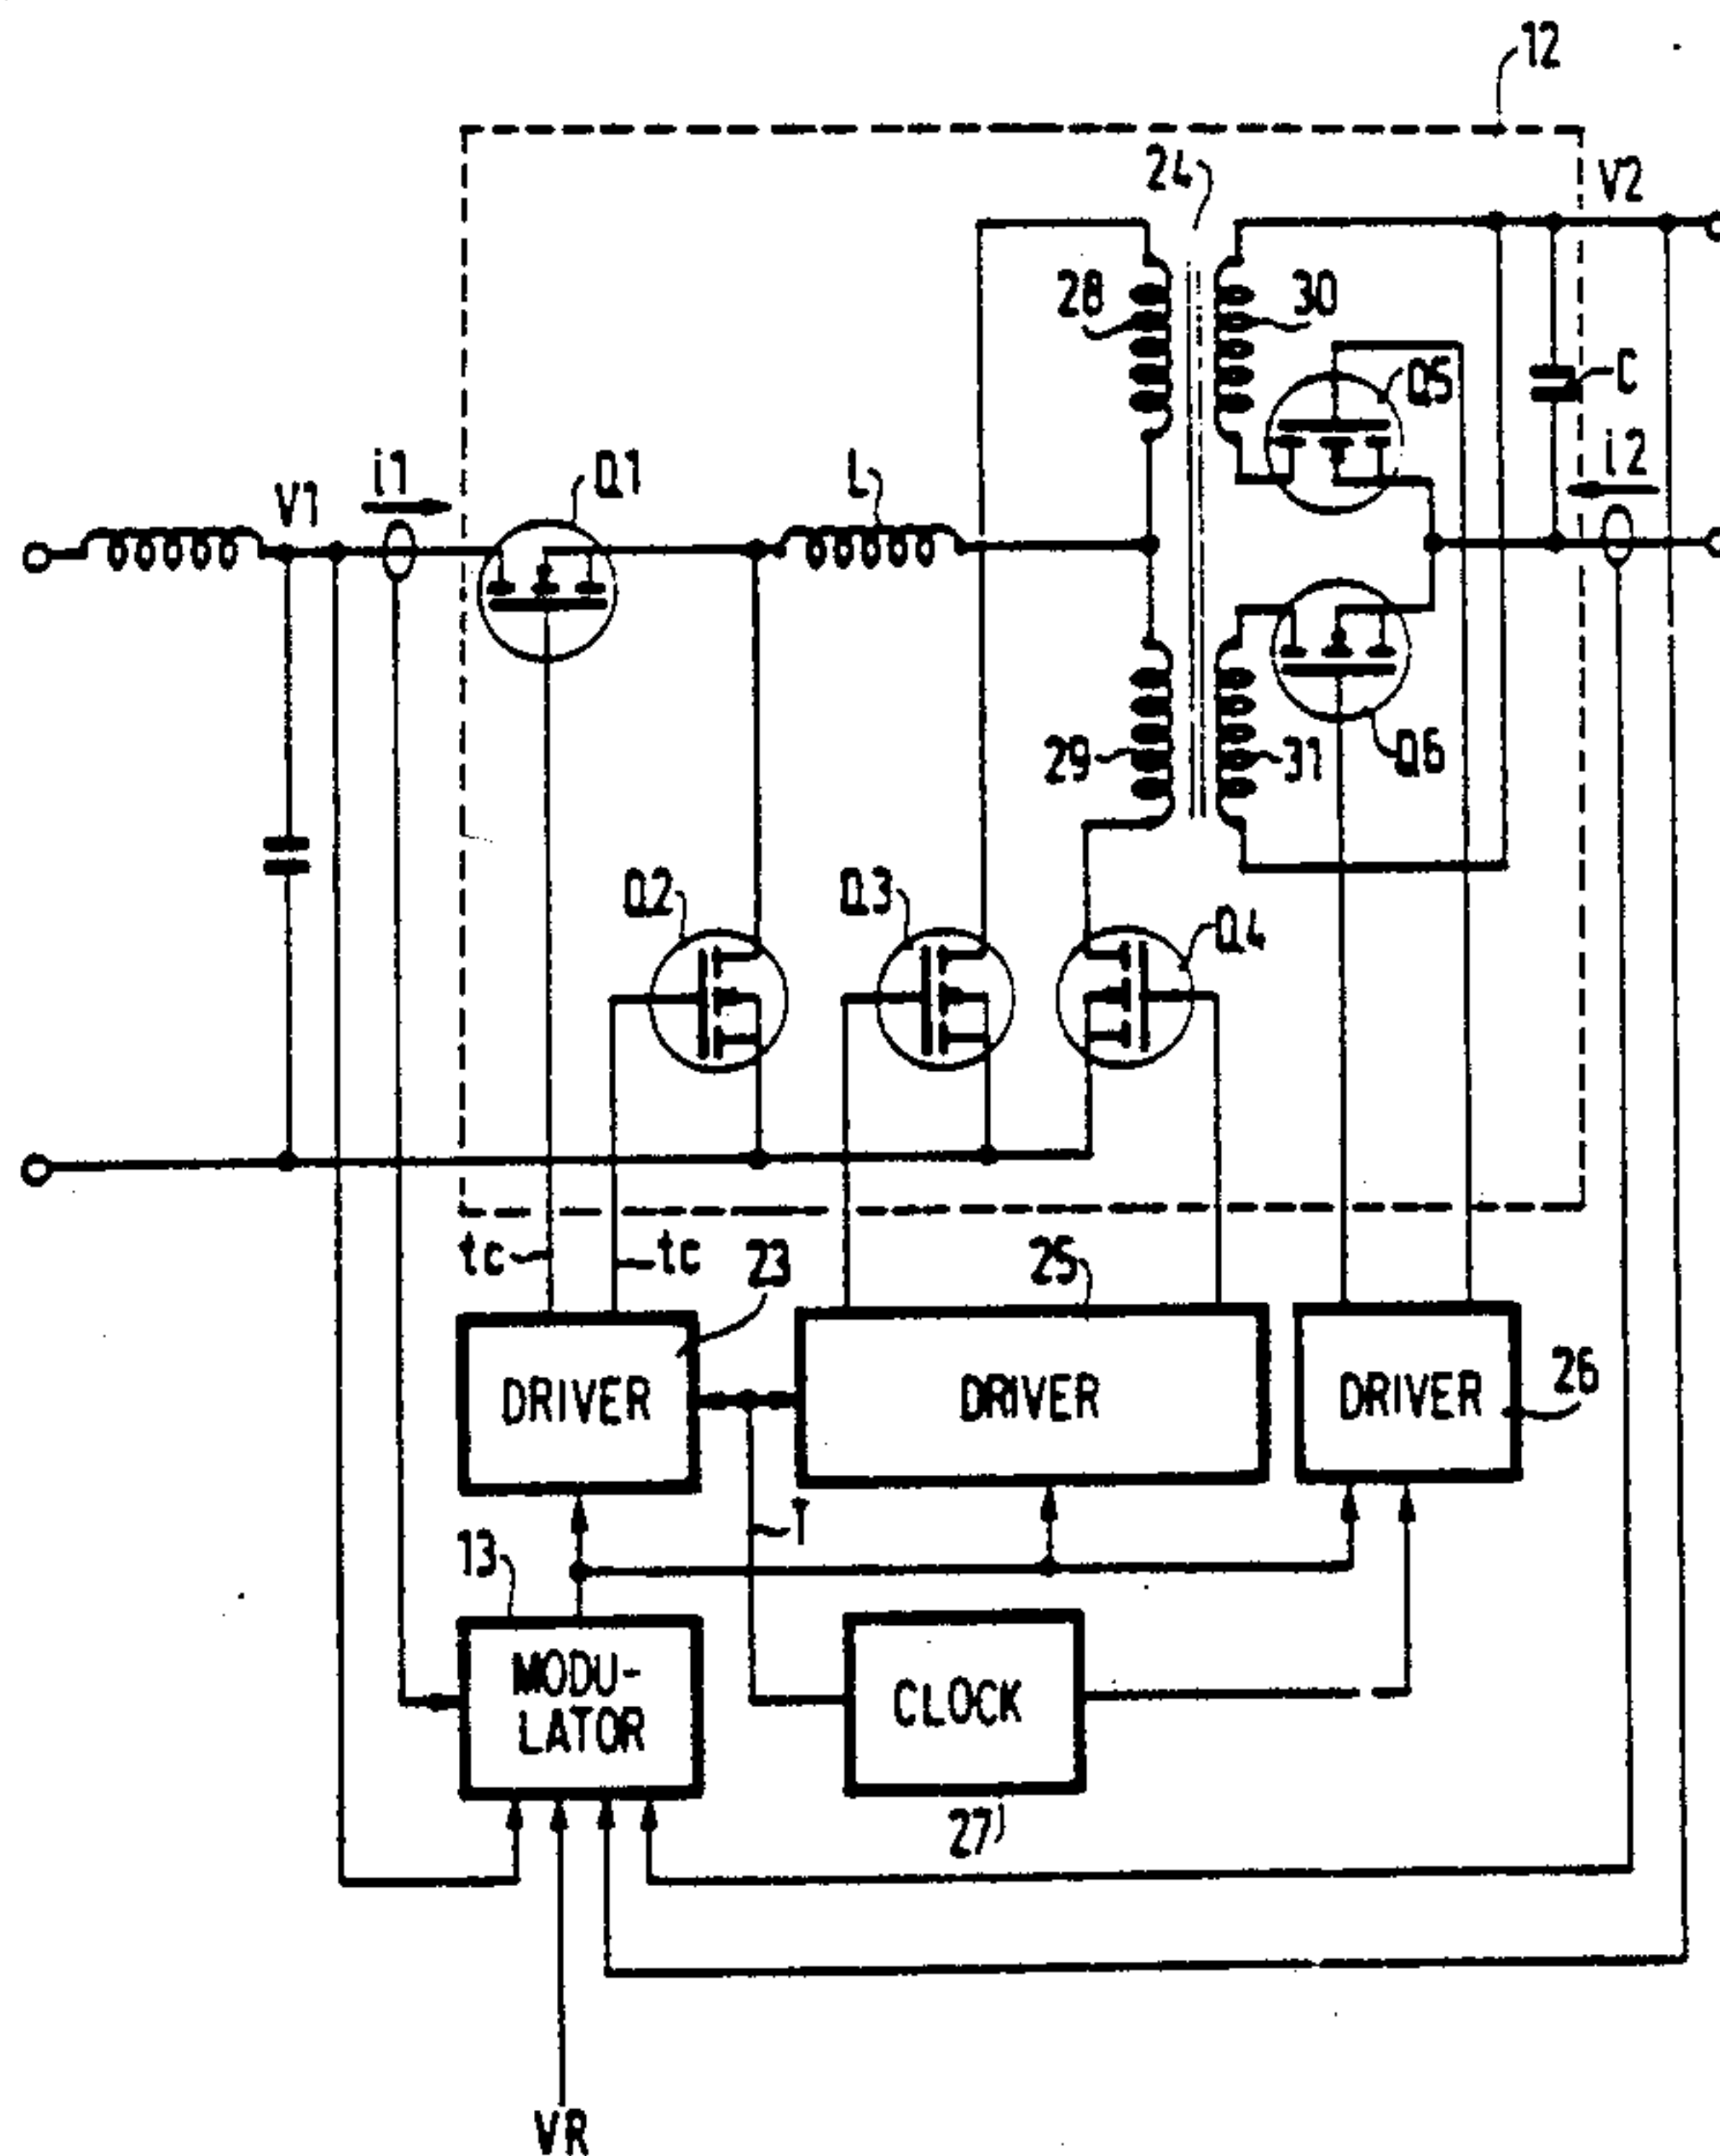 12
24
V2
28
30
Q5
C
i1
Q1
L
i2
V1
29
31
Q6
Q2
Q3
Q4
tc
tc
23
25
DRIVER
DRIVER
DRIVER
26
T
13
MODU-
LATOR
CLOCK
27
VR